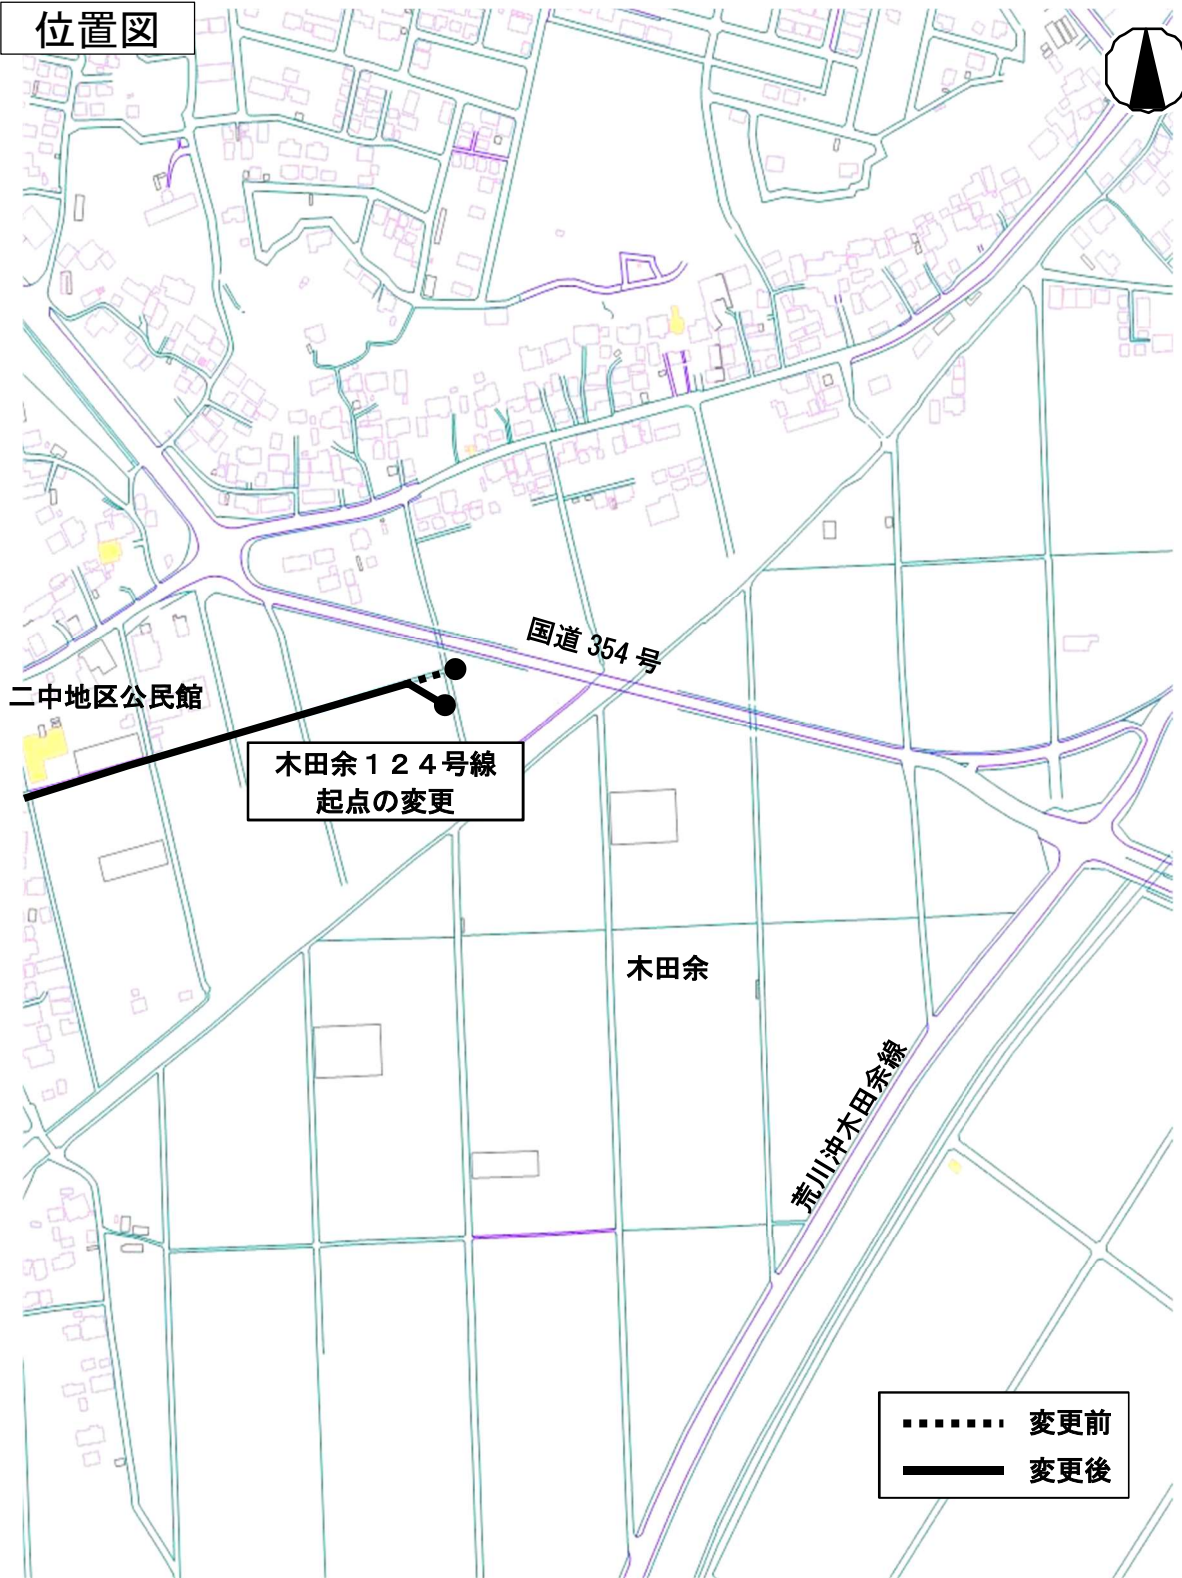 位置図
国道 354 号
二中地区公民館
木田余１２４号線
起点の変更
木田余
荒川沖木田余線
変更前
変更後